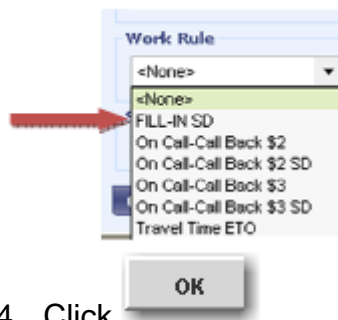 Work Rule
<None>
<None>
FILL-IN SD
On Call-Call Back $2
On Call-Call Back $2 SD
On Call-Call Back $3
On Call-Call Back $3 SD
Travel Time ETO
4. Click OK